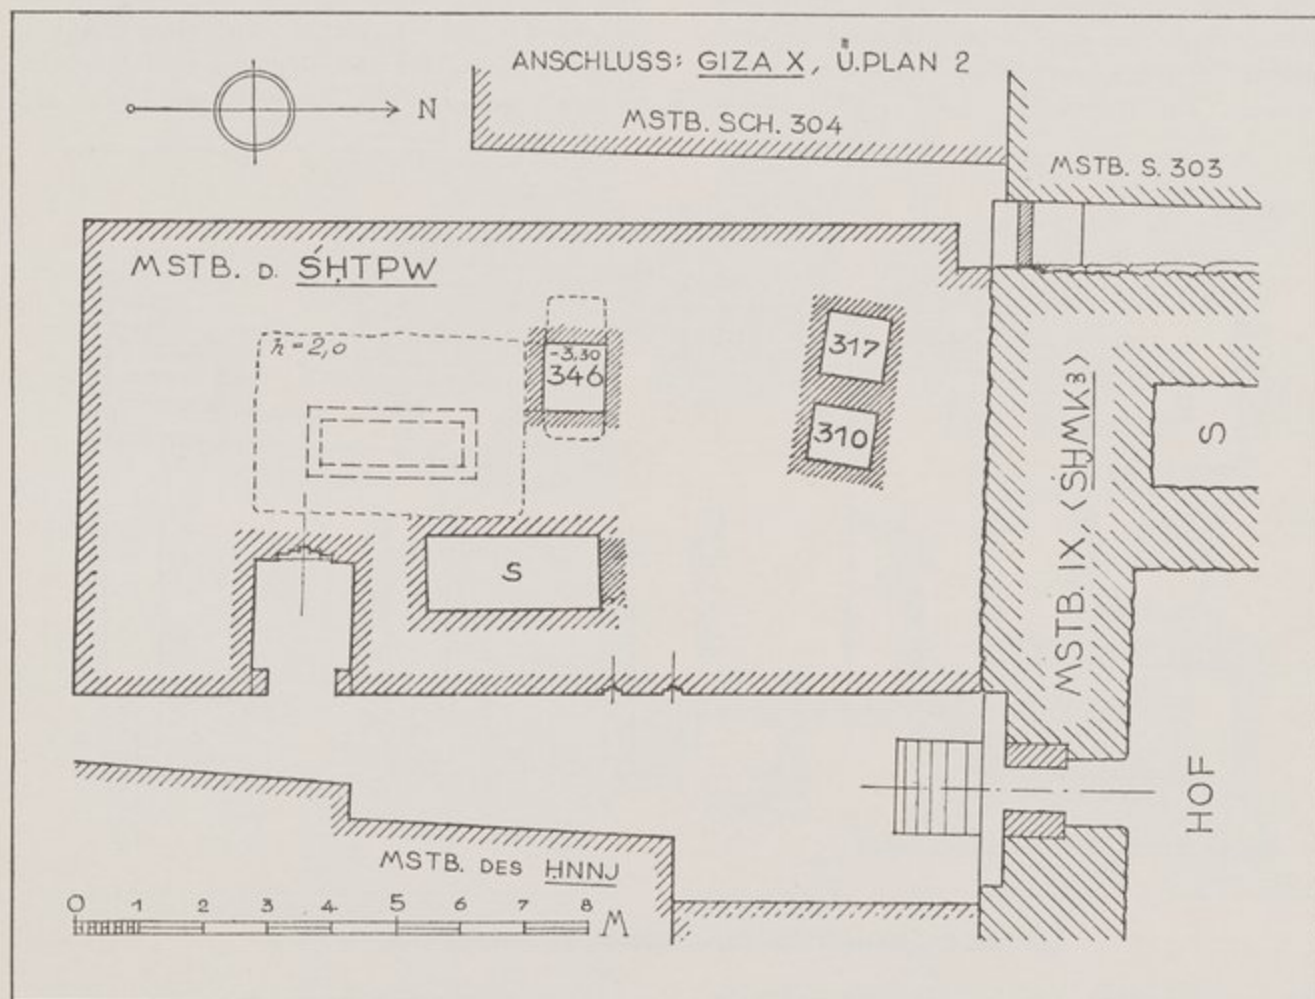 ANSCHLUSS: GIZA X, Ü.PLAN 2
N
MSTB. SCH. 304
MSTB. S. 303
MSTB. D. ŚḤTPW
h=2,0
-3,30
346
317
310
S
S
MSTB. IX, <ŚḤMKꜣ>
HOF
MSTB. DES ḤNNJ
0 1 2 3 4 5 6 7 8 M